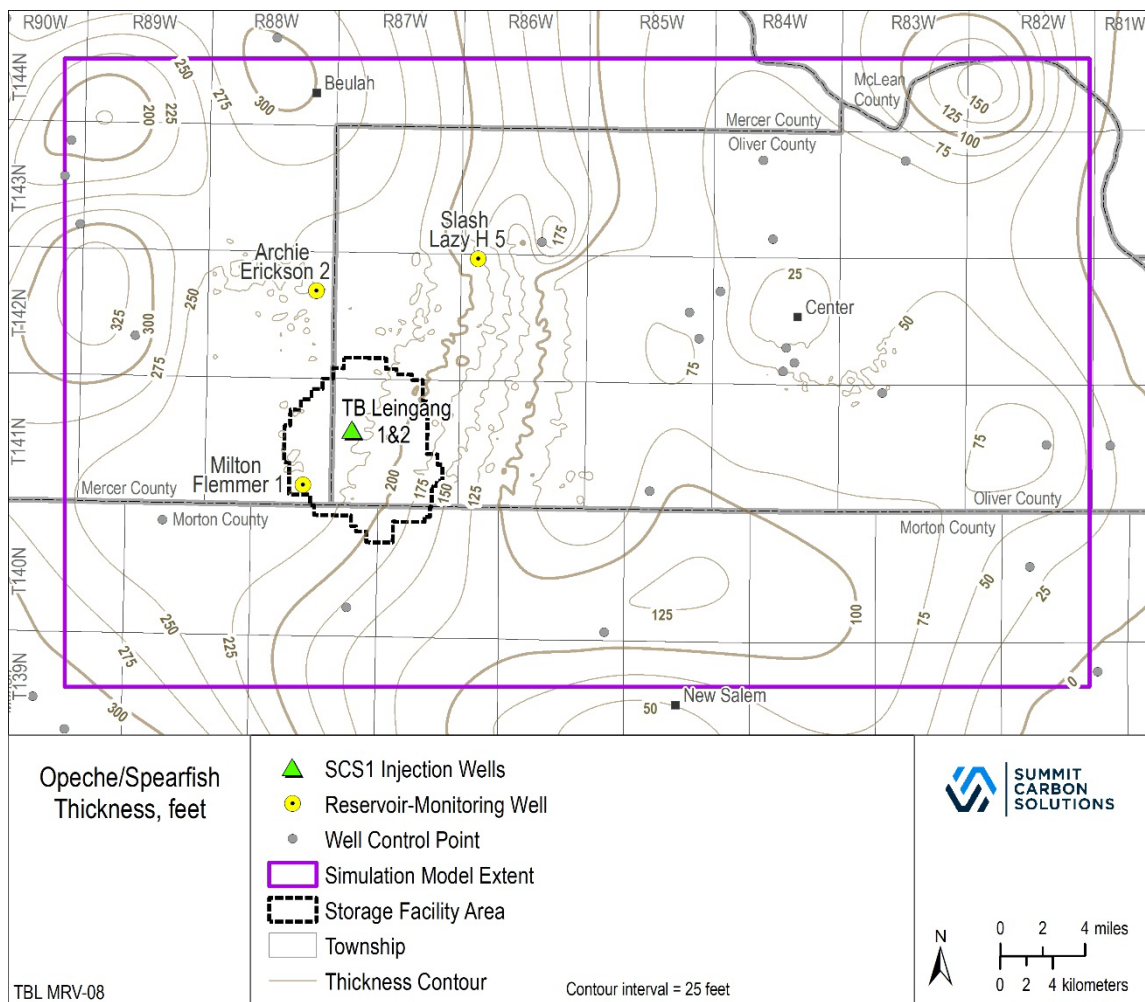 R90W R89W R88W R87W R86W R85W R84W R83W R82W R81W
T144N
T143N
T142N
T141N
T140N
T139N
250
275
300
Beulah
200
225
McLean
County
150
125
100
75
Mercer County
Oliver County
Slash
Lazy H 5
175
Archie
Erickson 2
250
325
300
275
25
Center
50
75
TB Leingang
1&2
Milton
Flemmer 1
200
175
150
125
75
Mercer County
Morton County
Oliver County
Morton County
125
100
75
50
25
250
275
225
300
0
50
New Salem
Opeche/Spearfish
Thickness, feet
TBL MRV-08
SCS1 Injection Wells
Reservoir-Monitoring Well
Well Control Point
Simulation Model Extent
Storage Facility Area
Township
Thickness Contour
Contour interval = 25 feet
SUMMIT
CARBON
SOLUTIONS
N
0 2 4 miles
0 2 4 kilometers